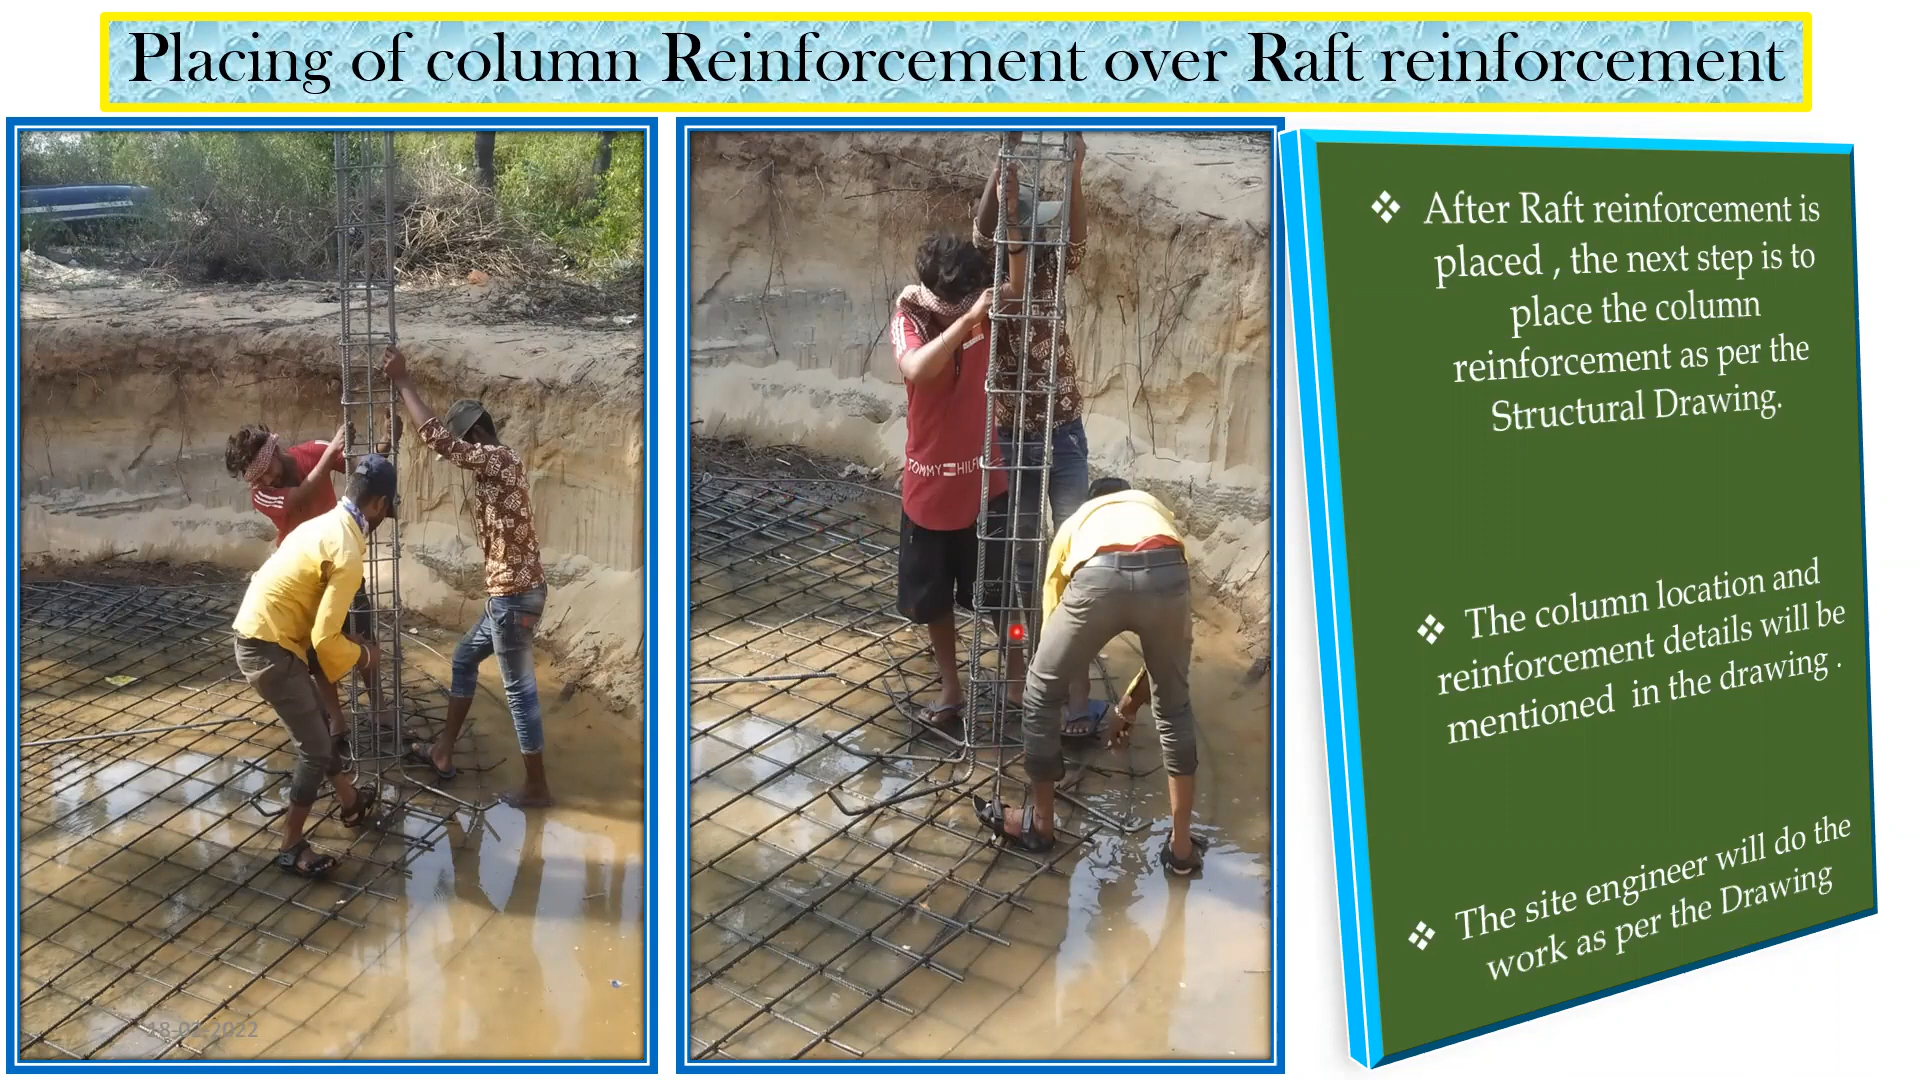 Placing of column Reinforcement over Raft reinforcement
❖ After Raft reinforcement is
placed , the next step is to
place the column
reinforcement as per the
Structural Drawing.
❖ The column location and
reinforcement details will be
mentioned in the drawing .
❖ The site engineer will do the
work as per the Drawing
TOMMY HILFI